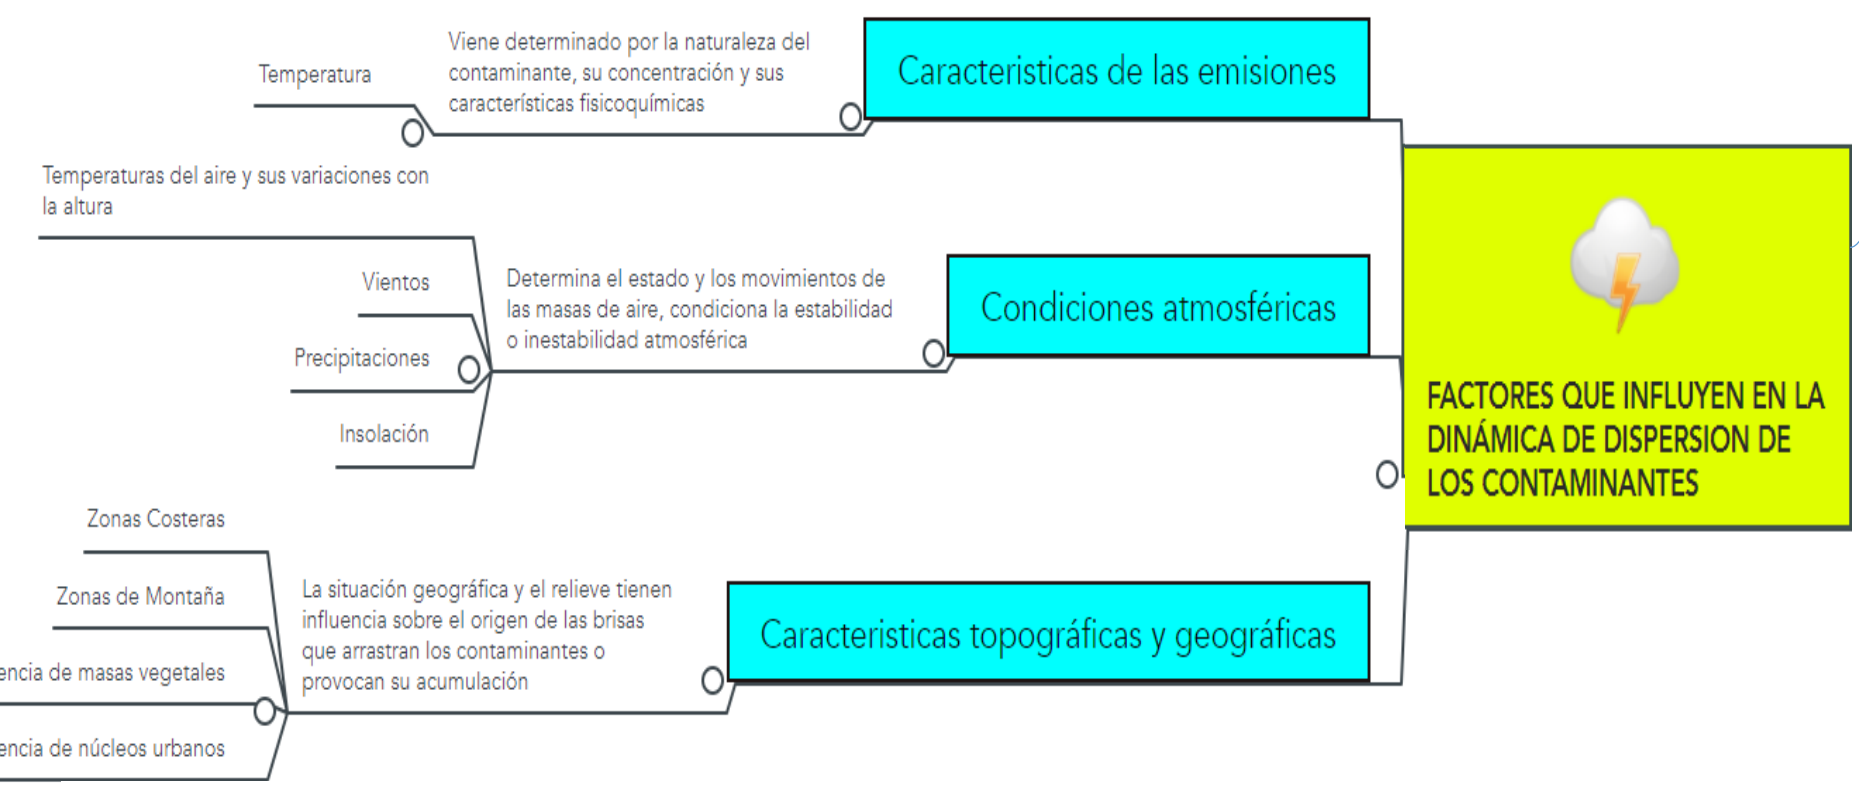 Caracteristicas de las emisiones
Viene determinado por la naturaleza del
contaminante, su concentración y sus
características fisicoquímicas
Temperatura
Temperaturas del aire y sus variaciones con
la altura
Vientos
Precipitaciones
Insolación
Determina el estado y los movimientos de
las masas de aire, condiciona la estabilidad
o inestabilidad atmosférica
Condiciones atmosféricas
FACTORES QUE INFLUYEN EN LA
DINÁMICA DE DISPERSION DE
LOS CONTAMINANTES
Zonas Costeras
Zonas de Montaña
de masas vegetales
de núcleos urbanos
La situación geográfica y el relieve tienen
influencia sobre el origen de las brisas
que arrastran los contaminantes o
provocan su acumulación
Caracteristicas topográficas y geográficas